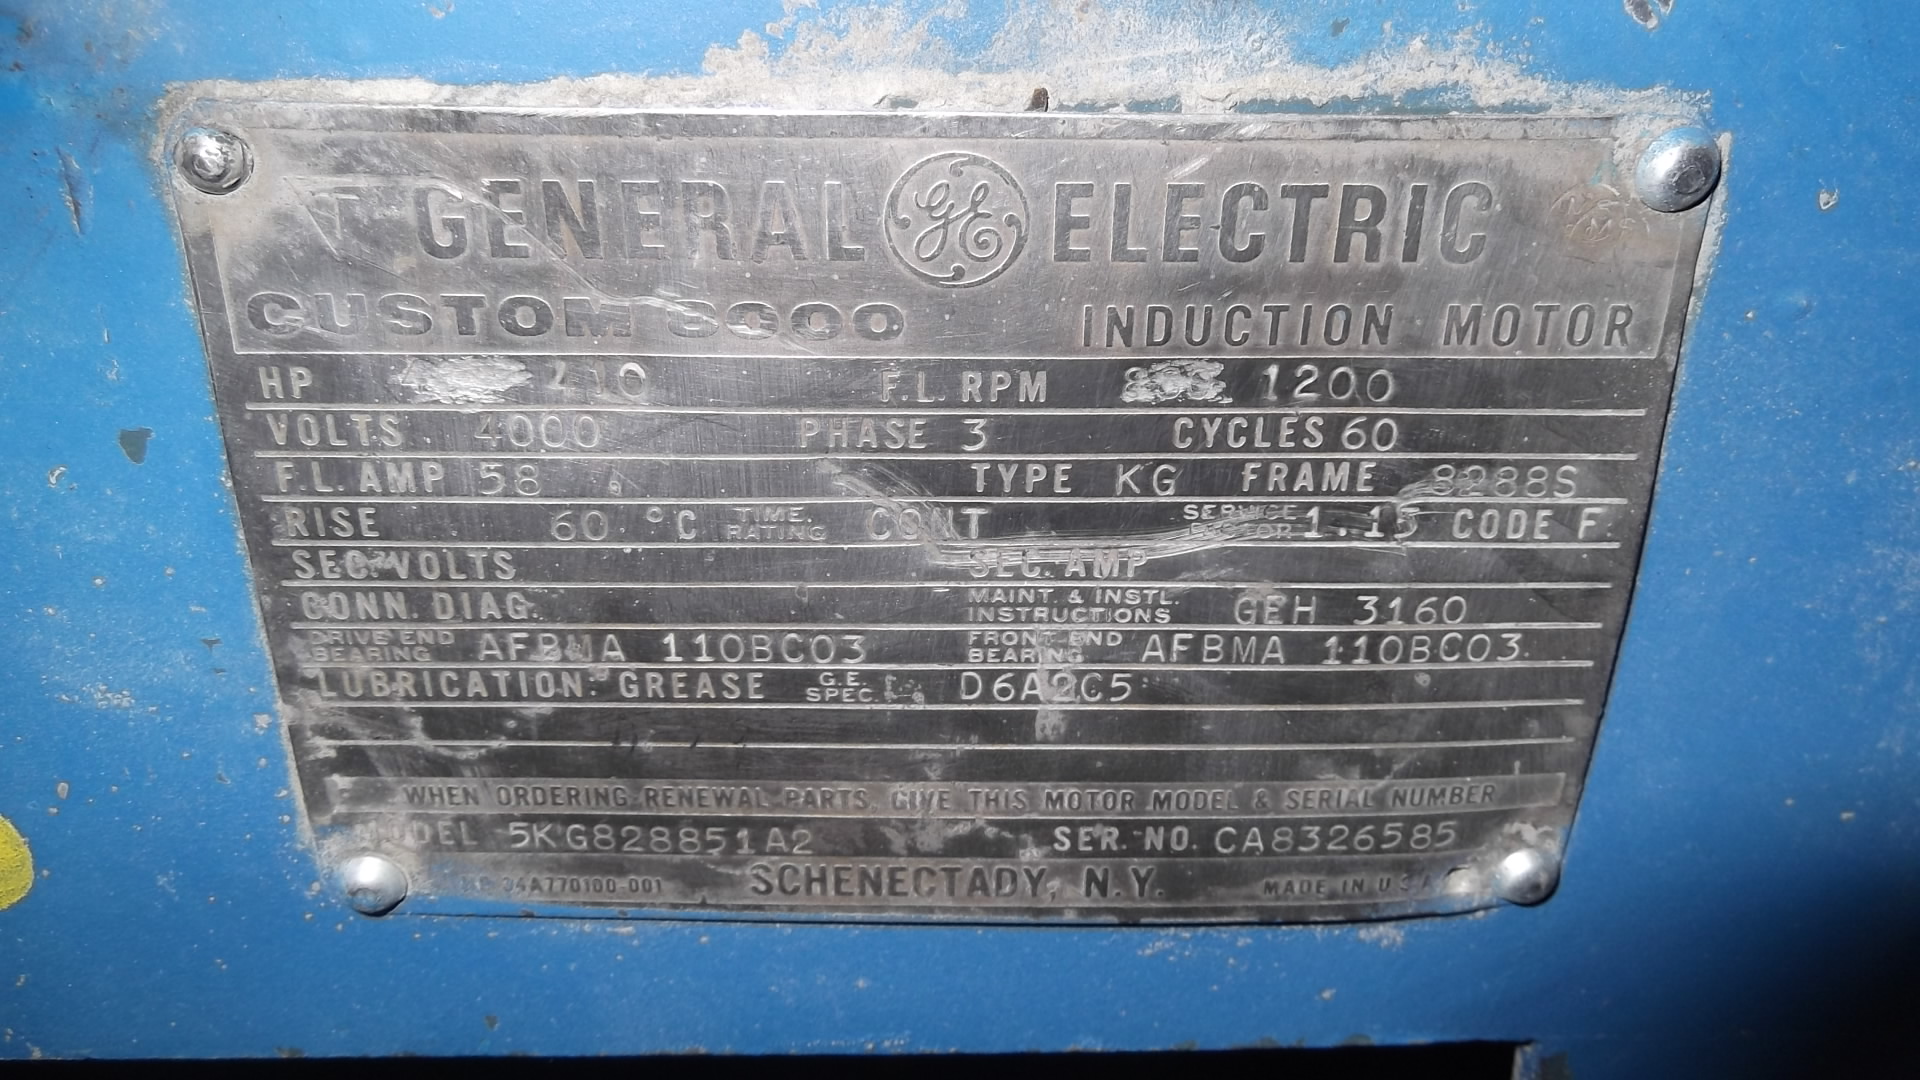 GENERAL GE ELECTRIC
CUSTOM 8000 INDUCTION MOTOR
HP 410 F.L. RPM 1200
VOLTS 4000 PHASE 3 CYCLES 60
F.L. AMP 58 TYPE KG FRAME 8288S
RISE 60 °C TIME RATING CONT SERVICE FACTOR 1.15 CODE F
SEC. VOLTS SEC. AMP
CONN. DIAG. MAINT. & INSTL. INSTRUCTIONS GEH 3160
DRIVE END BEARING AFBMA 110BC03 FRONT END BEARING AFBMA 110BC03
LUBRICATION: GREASE G.E. SPEC. D6A2C5
WHEN ORDERING RENEWAL PARTS, GIVE THIS MOTOR MODEL & SERIAL NUMBER
MODEL 5KG828851A2 SER. NO. CA8326585
NP 34A770100-001 SCHENECTADY, N.Y. MADE IN U S A